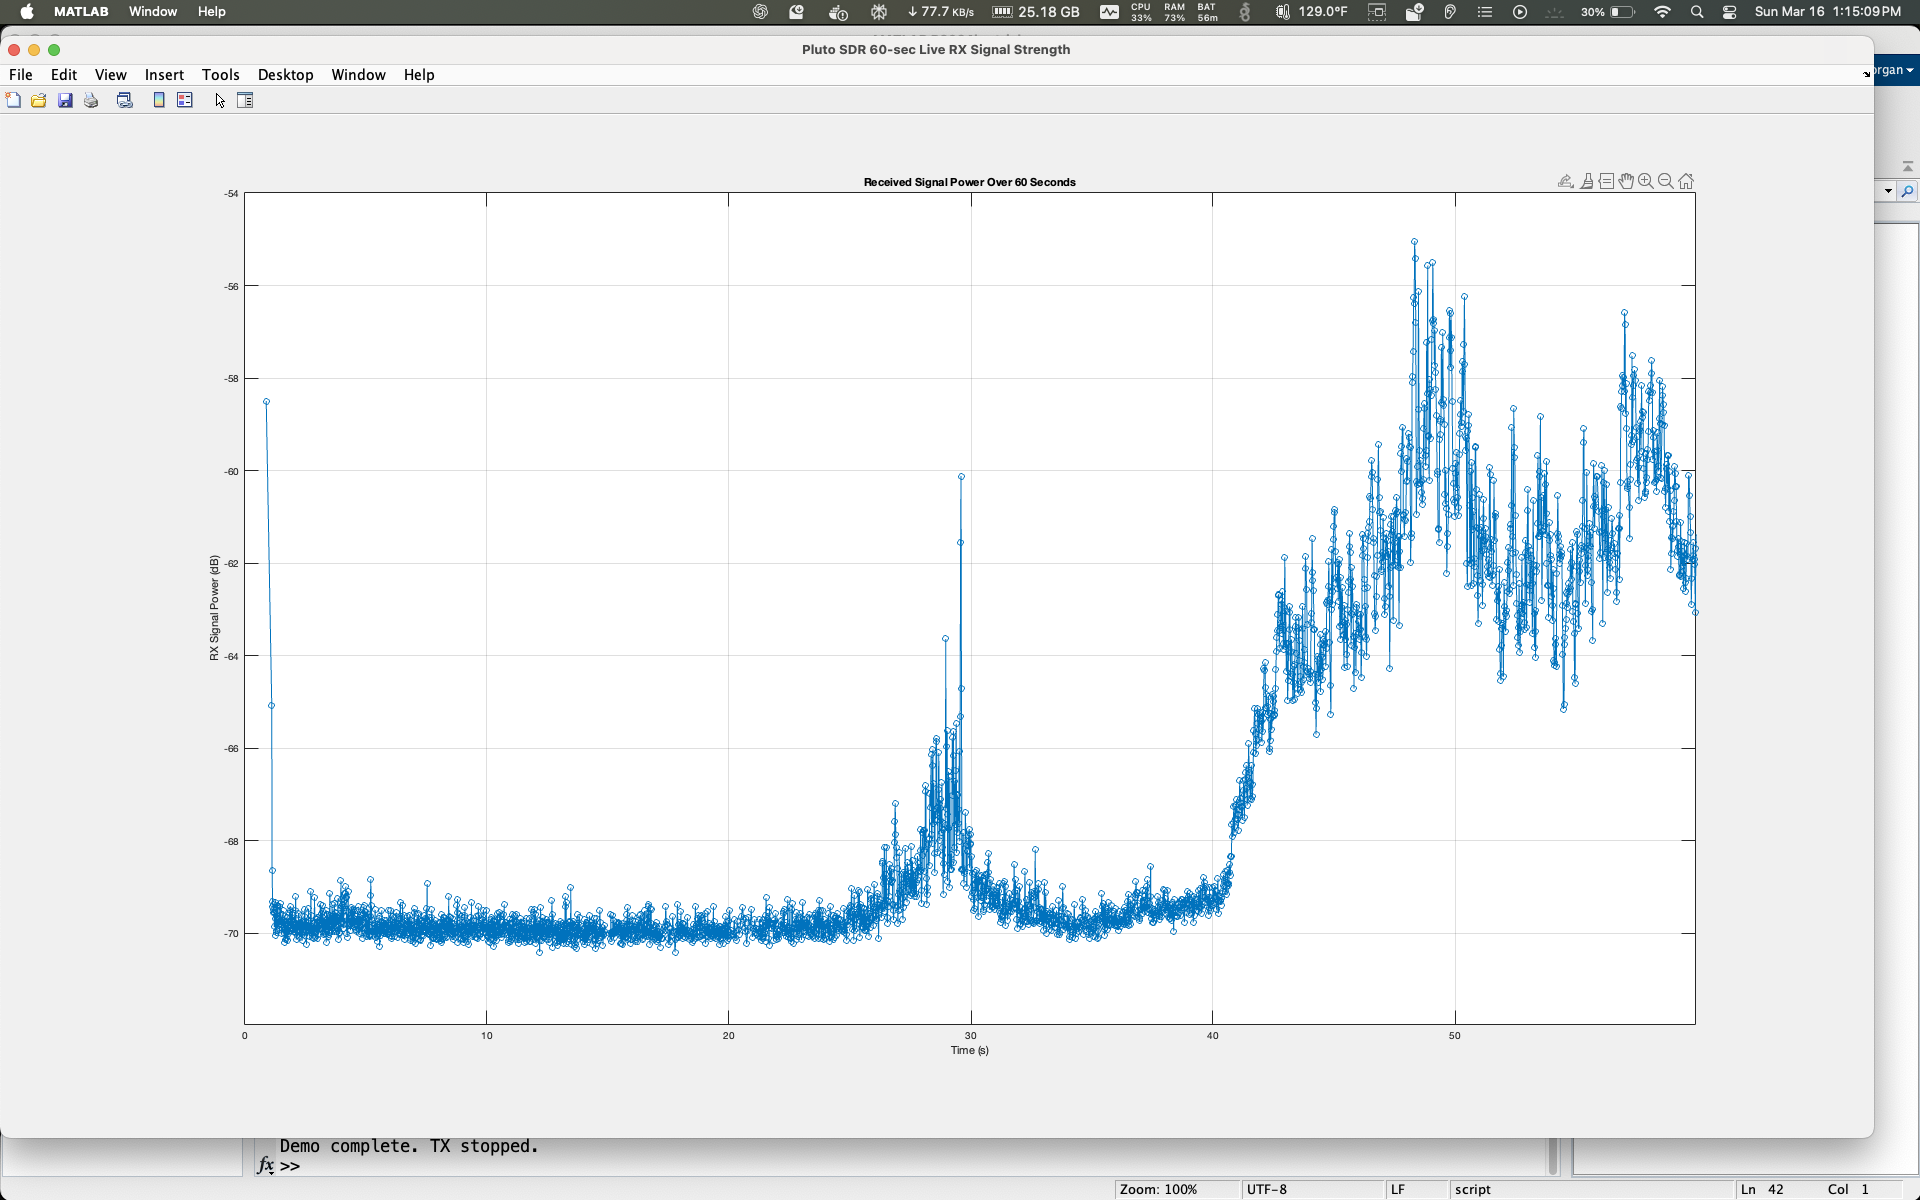 MATLAB Window Help
77.7 KB/s 25.18 GB CPU 33% RAM 73% BAT 56m 129.0°F 30% Sun Mar 16 1:15:09 PM
Pluto SDR 60-sec Live RX Signal Strength
File Edit View Insert Tools Desktop Window Help
rgan
Received Signal Power Over 60 Seconds
-54
-56
-58
-60
-62
-64
-66
-68
-70
RX Signal Power (dB)
0 10 20 30 40 50
Time (s)
Demo complete. TX stopped.
fx >>
Zoom: 100% UTF-8 LF script Ln 42 Col 1